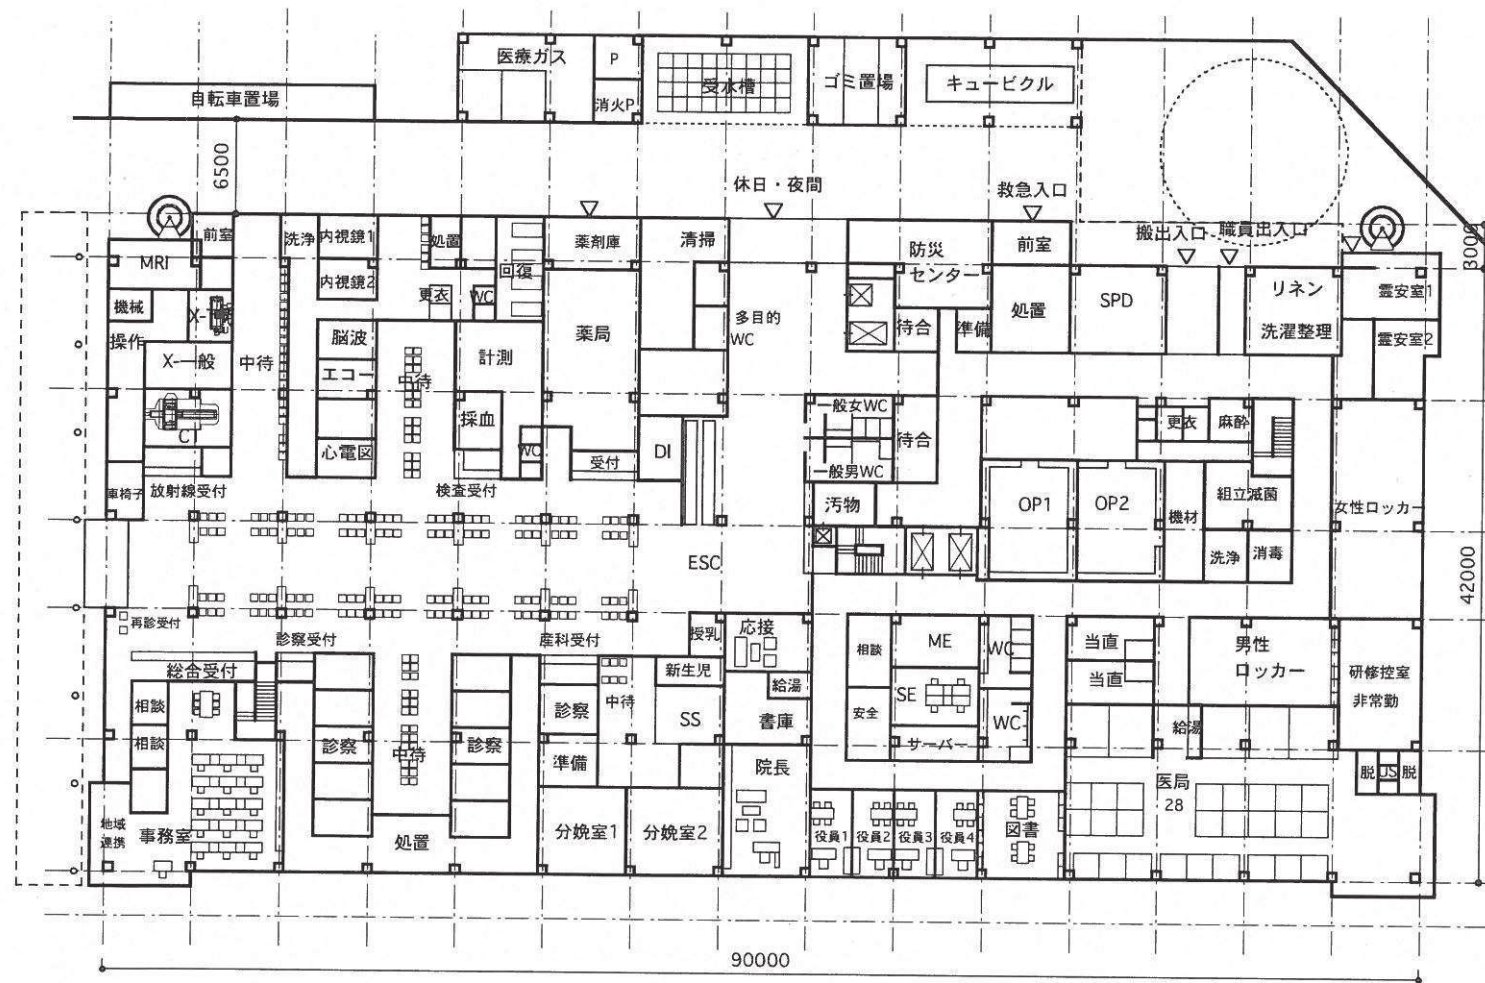 医療ガス
P
消火P
受水槽
ゴミ置場
キュービクル
自転車置場
6500
休日・夜間
救急入口
搬出入口
職員出入口
3000
前室
MRI
機械
操作
X-一般
CT
車椅子
放射線受付
中待
洗浄
内視鏡1
内視鏡2
脳波
エコー
心電図
処置
更衣
WC
回復
中待
計測
採血
WC
検査受付
薬剤庫
薬局
受付
清掃
DI
多目的
WC
防災
センター
前室
待合
準備
処置
SPD
リネン
洗濯整理
霊安室1
霊安室2
一般女WC
一般男WC
待合
汚物
更衣
麻酔
OP1
OP2
機材
組立滅菌
洗浄
消毒
女性ロッカー
42000
ESC
再診受付
総合受付
診察受付
産科受付
相談
相談
地域
連携
事務室
診察
中待
診察
処置
診察
準備
中待
授乳
新生児
SS
分娩室1
分娩室2
応接
給湯
書庫
院長
相談
安全
ME
SE
サーバー
WC
WC
役員1
役員2
役員3
役員4
図書
当直
当直
男性
ロッカー
給湯
医局
28
研修控室
非常勤
脱
US
脱
90000